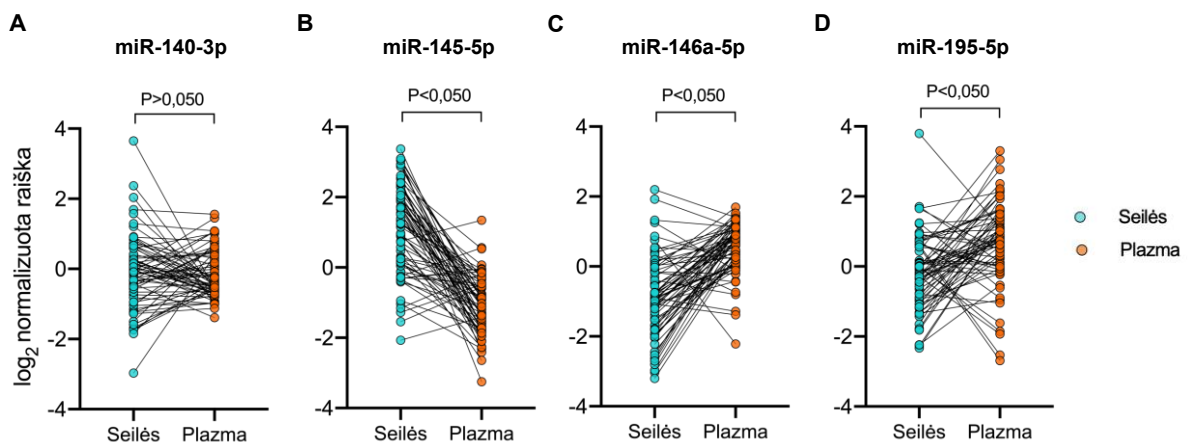 A
miR-140-3p
P>0,050
log2 normalizuota raiška
4
2
0
-2
-4
Seilės Plazma
B
miR-145-5p
P<0,050
4
2
0
-2
-4
Seilės Plazma
C
miR-146a-5p
P<0,050
4
2
0
-2
-4
Seilės Plazma
D
miR-195-5p
P<0,050
4
2
0
-2
-4
Seilės Plazma
Seilės
Plazma